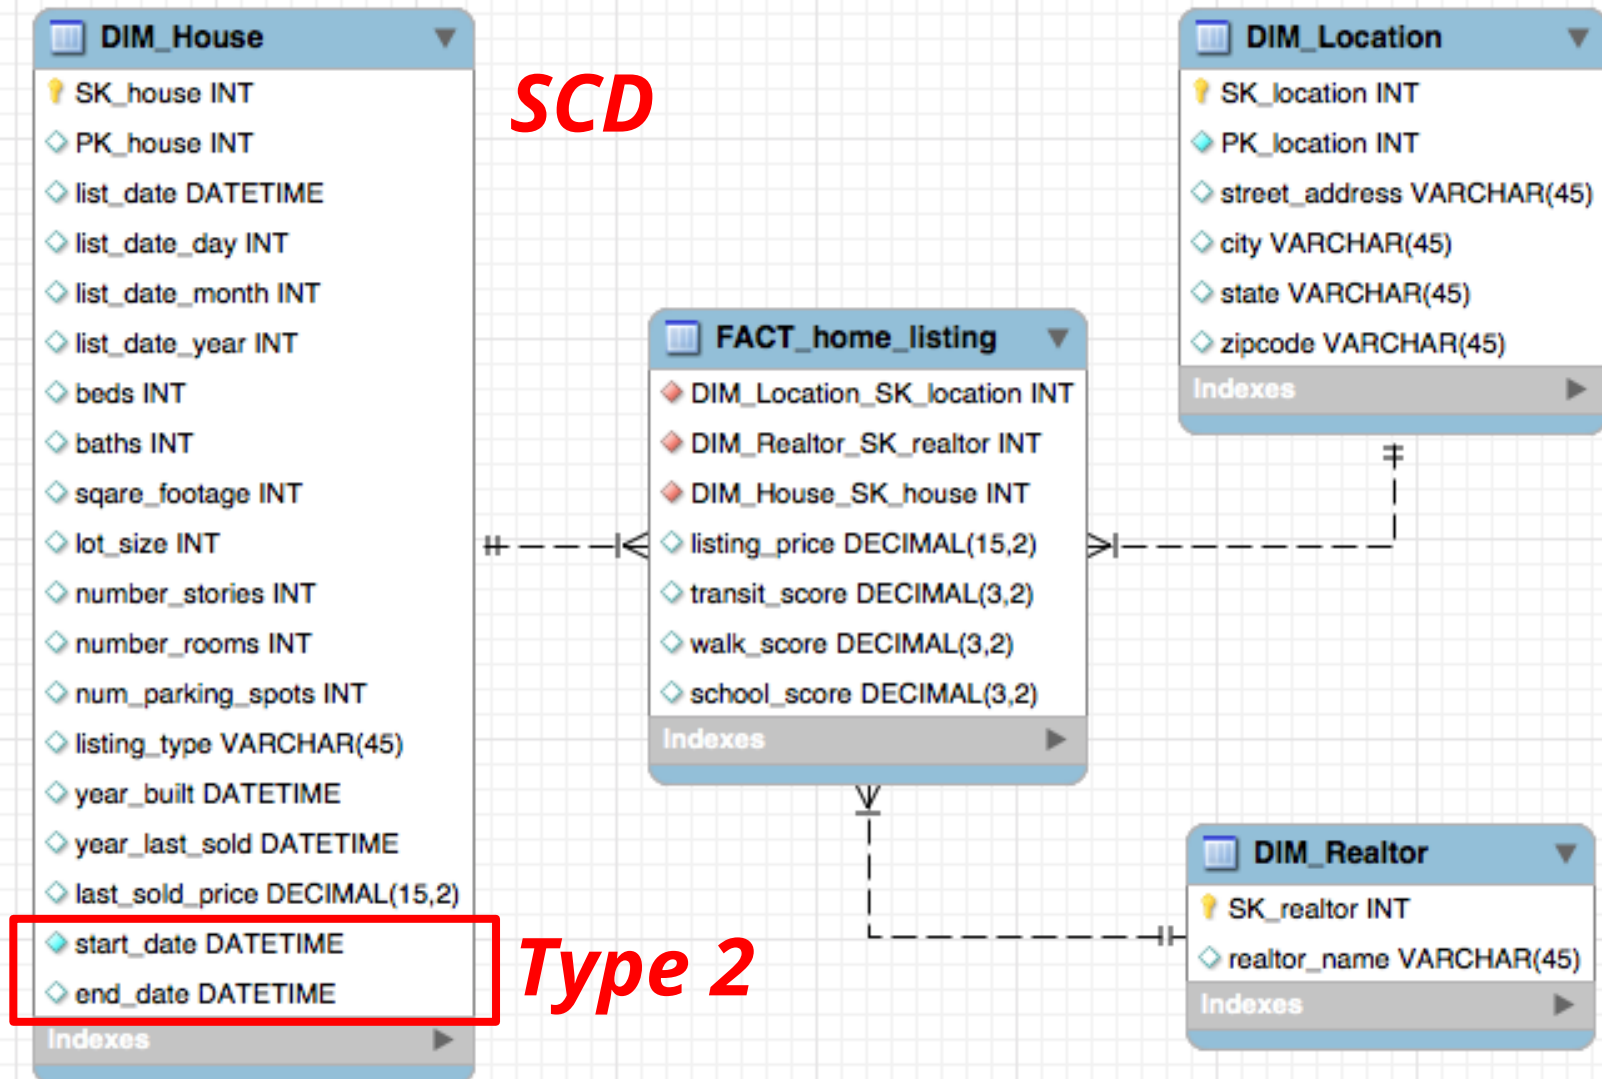 DIM_House
SK_house INT
PK_house INT
list_date DATETIME
list_date_day INT
list_date_month INT
list_date_year INT
beds INT
baths INT
sqare_footage INT
lot_size INT
number_stories INT
number_rooms INT
num_parking_spots INT
listing_type VARCHAR(45)
year_built DATETIME
year_last_sold DATETIME
last_sold_price DECIMAL(15,2)
start_date DATETIME
end_date DATETIME
Indexes
SCD
Type 2
FACT_home_listing
DIM_Location_SK_location INT
DIM_Realtor_SK_realtor INT
DIM_House_SK_house INT
listing_price DECIMAL(15,2)
transit_score DECIMAL(3,2)
walk_score DECIMAL(3,2)
school_score DECIMAL(3,2)
Indexes
DIM_Location
SK_location INT
PK_location INT
street_address VARCHAR(45)
city VARCHAR(45)
state VARCHAR(45)
zipcode VARCHAR(45)
Indexes
DIM_Realtor
SK_realtor INT
realtor_name VARCHAR(45)
Indexes